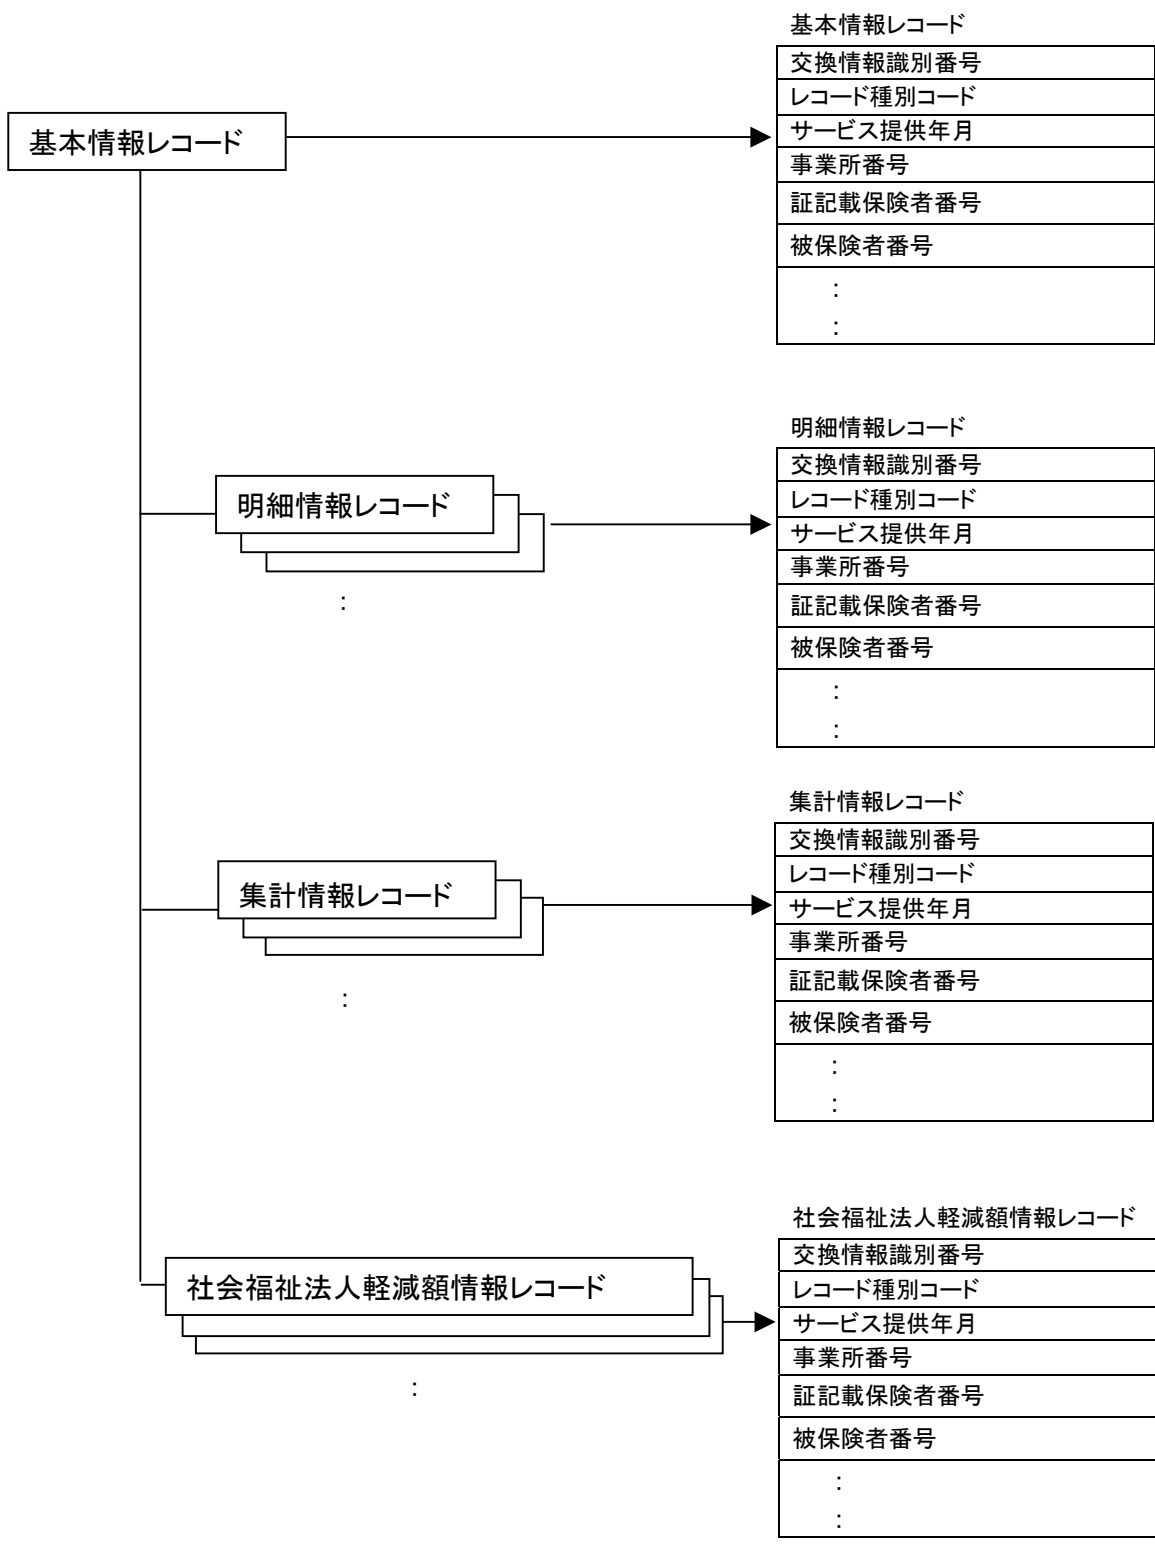 基本情報レコード
基本情報レコード
交換情報識別番号
レコード種別コード
サービス提供年月
事業所番号
証記載保険者番号
被保険者番号
:
:
明細情報レコード
:
明細情報レコード
交換情報識別番号
レコード種別コード
サービス提供年月
事業所番号
証記載保険者番号
被保険者番号
:
:
集計情報レコード
:
集計情報レコード
交換情報識別番号
レコード種別コード
サービス提供年月
事業所番号
証記載保険者番号
被保険者番号
:
:
社会福祉法人軽減額情報レコード
:
社会福祉法人軽減額情報レコード
交換情報識別番号
レコード種別コード
サービス提供年月
事業所番号
証記載保険者番号
被保険者番号
:
: